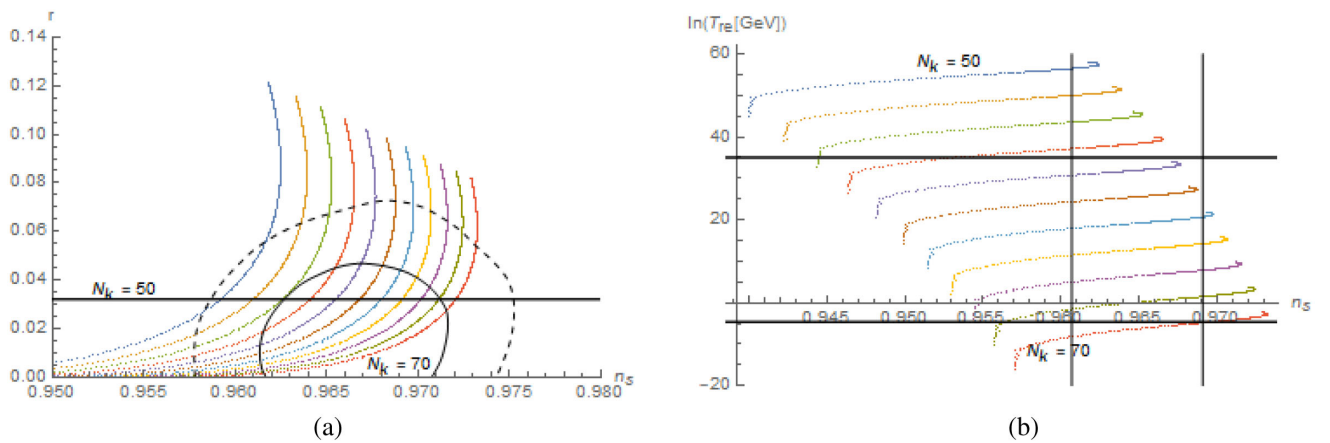 r
0.14
0.12
0.10
0.08
0.06
0.04
0.02
0.00
N_k = 50
N_k = 70
n_s
0.950 0.955 0.960 0.965 0.970 0.975 0.980
(a)
ln(T_re[GeV])
60
40
20
-20
N_k = 50
n_s
0.945 0.950 0.955 0.960 0.965 0.970
N_k = 70
(b)